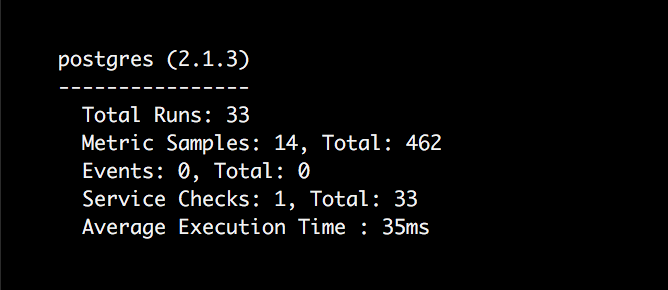 postgres (2.1.3)
----------------
Total Runs: 33
Metric Samples: 14, Total: 462
Events: 0, Total: 0
Service Checks: 1, Total: 33
Average Execution Time : 35ms